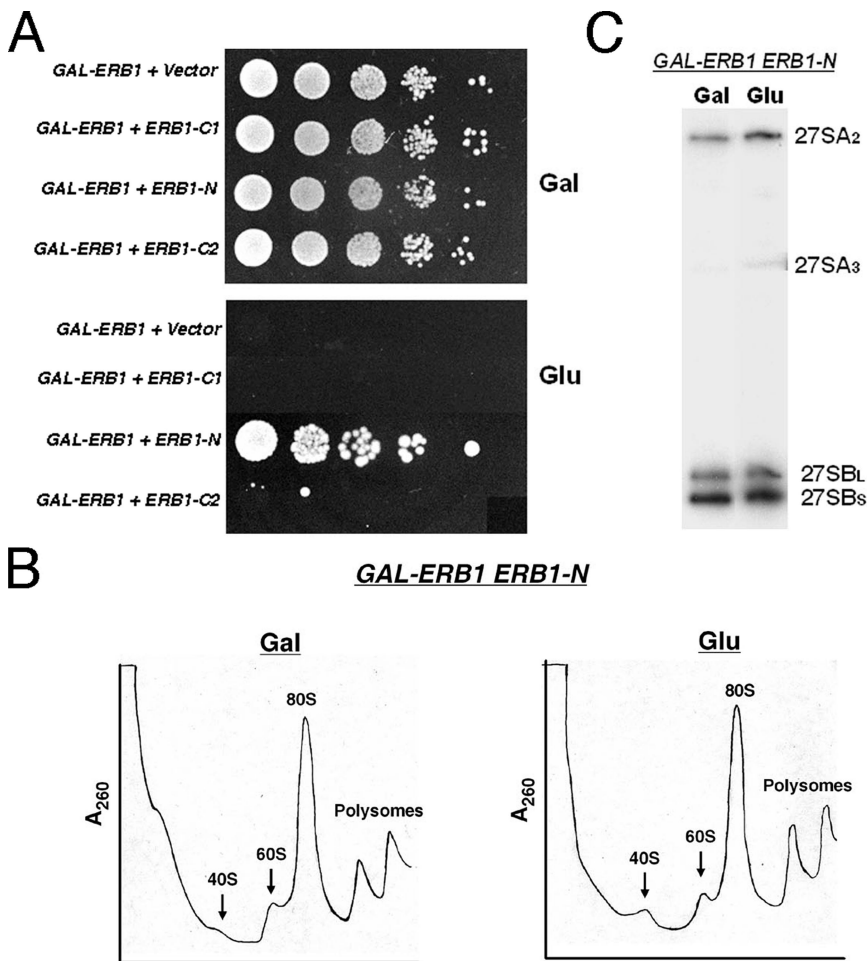 A
GAL-ERB1 + Vector
GAL-ERB1 + ERB1-C1
GAL-ERB1 + ERB1-N
GAL-ERB1 + ERB1-C2
Gal
GAL-ERB1 + Vector
GAL-ERB1 + ERB1-C1
GAL-ERB1 + ERB1-N
GAL-ERB1 + ERB1-C2
Glu
C
GAL-ERB1 ERB1-N
Gal Glu
27SA2
27SA3
27SBL
27SBS
B
GAL-ERB1 ERB1-N
Gal
A260
40S
60S
80S
Polysomes
Glu
A260
40S
60S
80S
Polysomes